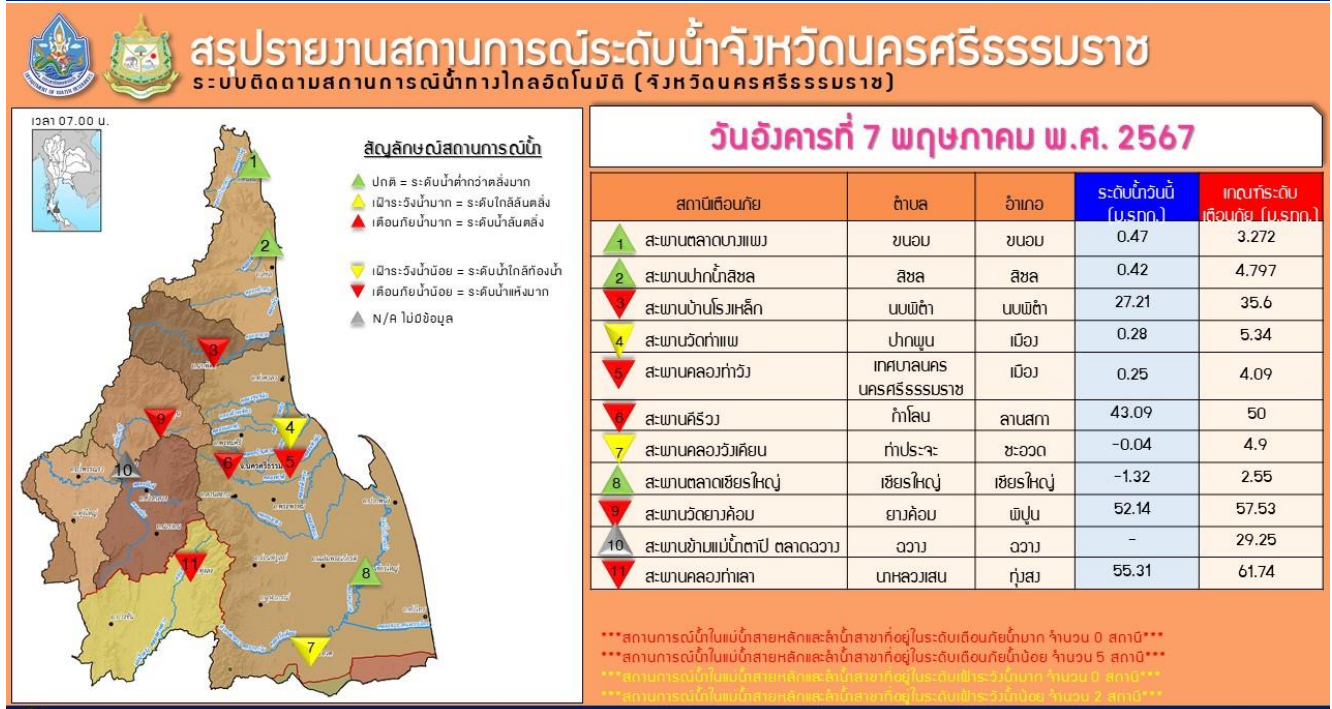 สรุปรายงานสถานการณ์ระดับน้ำจังหวัดนครศรีธรรมราช
ระบบติดตามสถานการณ์น้ำทางไกลอัตโนมัติ (จังหวัดนครศรีธรรมราช)
เวลา 07.00 น.
สัญลักษณ์สถานการณ์น้ำ
ปกติ = ระดับน้ำต่ำกว่าตลิ่งมาก
เฝ้าระวังน้ำมาก = ระดับใกล้ล้นตลิ่ง
เตือนภัยน้ำมาก = ระดับน้ำล้นตลิ่ง
เฝ้าระวังน้ำน้อย = ระดับน้ำใกล้ท้องน้ำ
เตือนภัยน้ำน้อย = ระดับน้ำแห้งมาก
N/A ไม่มีข้อมูล
1
2
3
9
4
10
6
5
11
8
7
วันอังคารที่ 7 พฤษภาคม พ.ศ. 2567
สถานีเตือนภัย ตำบล อำเภอ ระดับน้ำวันนี้ (ม.รทก.) เกณฑ์ระดับเตือนภัย (ม.รทก.)
1 สะพานตลาดบางแพง ขนอม ขนอม 0.47 3.272
2 สะพานปากน้ำสิชล สิชล สิชล 0.42 4.797
3 สะพานบ้านโรงเหล็ก นบพิตำ นบพิตำ 27.21 35.6
4 สะพานวัดท่าแพ ปากพูน เมือง 0.28 5.34
5 สะพานคลองท่าวัง เทศบาลนครนครศรีธรรมราช เมือง 0.25 4.09
6 สะพานคีรีวง กำโลน ลานสกา 43.09 50
7 สะพานคลองวังเคียน ท่าประจะ ชะอวด -0.04 4.9
8 สะพานตลาดเชียรใหญ่ เชียรใหญ่ เชียรใหญ่ -1.32 2.55
9 สะพานวัดยางค้อม ยางค้อม พิปูน 52.14 57.53
10 สะพานข้ามแม่น้ำตาปี ตลาดฉวาง ฉวาง ฉวาง - 29.25
11 สะพานคลองท่าเลา นาหลวงเสน ทุ่งสง 55.31 61.74
***สถานการณ์น้ำในแม่น้ำสายหลักและลำน้ำสาขาที่อยู่ในระดับเตือนภัยน้ำมาก จำนวน 0 สถานี***
***สถานการณ์น้ำในแม่น้ำสายหลักและลำน้ำสาขาที่อยู่ในระดับเตือนภัยน้ำน้อย จำนวน 5 สถานี***
***สถานการณ์น้ำในแม่น้ำสายหลักและลำน้ำสาขาที่อยู่ในระดับเฝ้าระวังน้ำมาก จำนวน 0 สถานี***
***สถานการณ์น้ำในแม่น้ำสายหลักและลำน้ำสาขาที่อยู่ในระดับเฝ้าระวังน้ำน้อย จำนวน 2 สถานี***